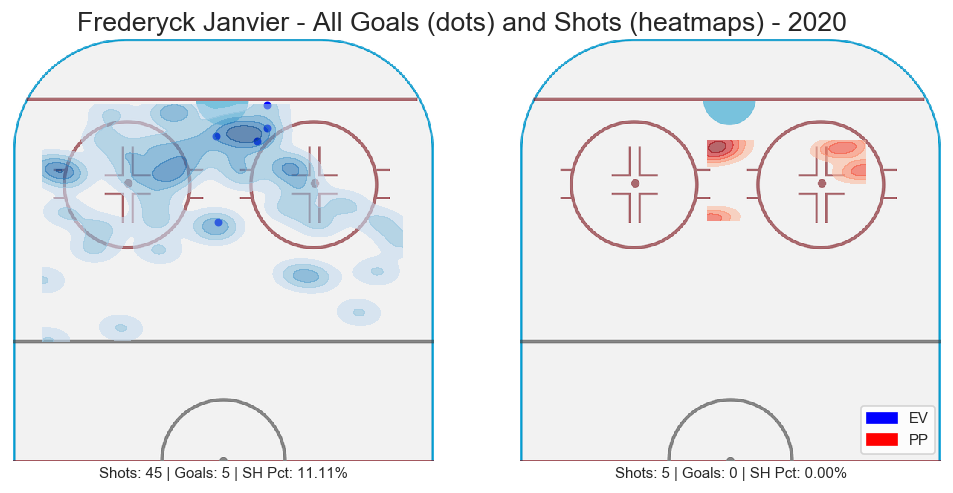 Frederyck Janvier - All Goals (dots) and Shots (heatmaps) - 2020
EV
PP
Shots: 45 | Goals: 5 | SH Pct: 11.11%
Shots: 5 | Goals: 0 | SH Pct: 0.00%